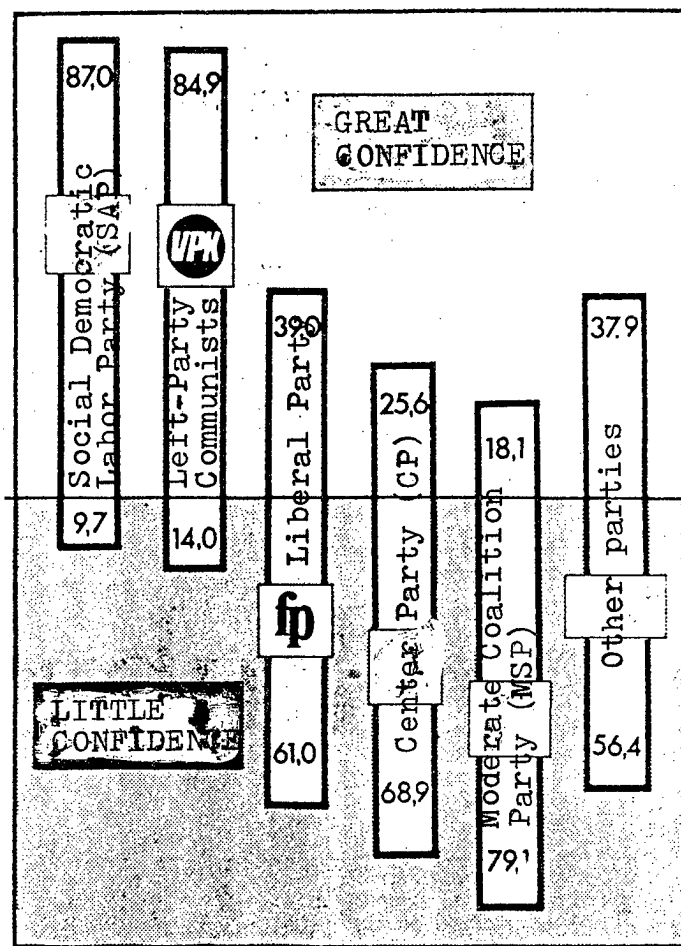 87,0
84,9
GREAT
CONFIDENCE
Social Democratic
Labor Party (SAP)
VPK
Left-Party
Communists
39,0
Liberal Part
37.9
25,6
18,1
Center Party (CP)
Moderate Coalition
Party (MSP)
Other parties
9,7
14,0
fp
LITTLE
CONFIDENCE
61,0
68,9
79,1
56,4